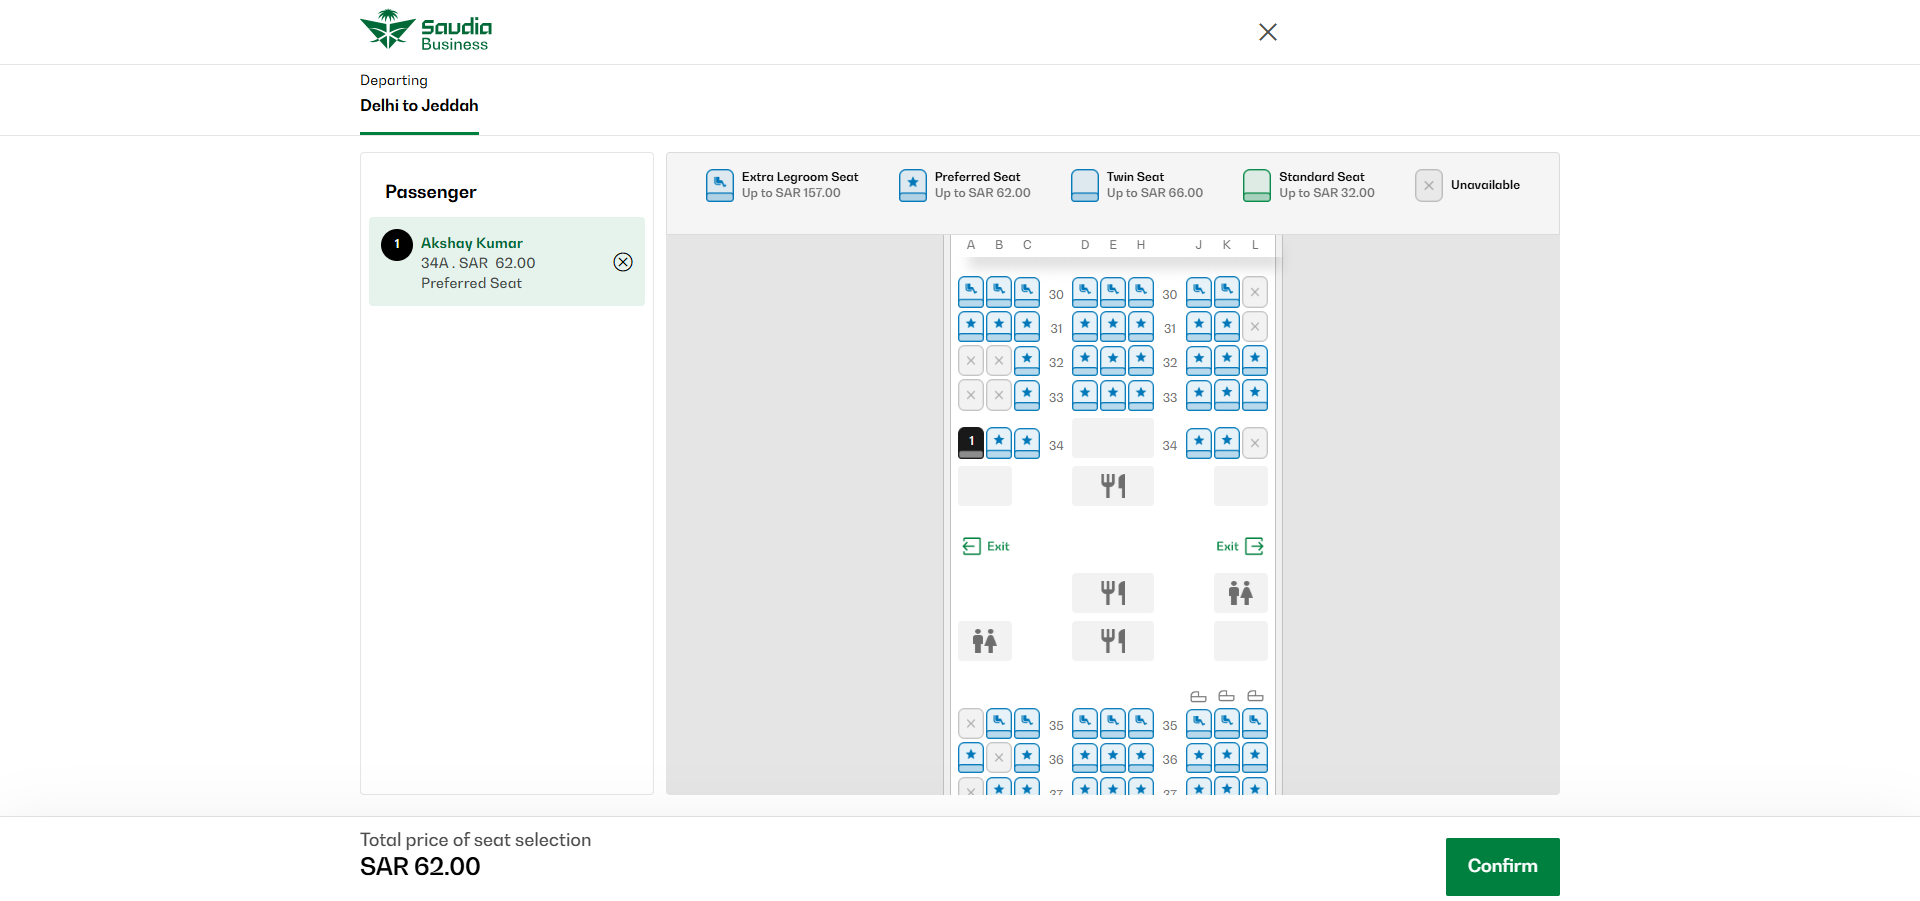 Saudia
Business
Departing
Delhi to Jeddah
Passenger
1
Akshay Kumar
34A . SAR 62.00
Preferred Seat
Extra Legroom Seat
Up to SAR 157.00
Preferred Seat
Up to SAR 62.00
Twin Seat
Up to SAR 66.00
Standard Seat
Up to SAR 32.00
Unavailable
A B C D E H J K L
30 30
31 31
32 32
33 33
1 34 34
Exit Exit
35 35
36 36
37 37
Total price of seat selection
SAR 62.00
Confirm